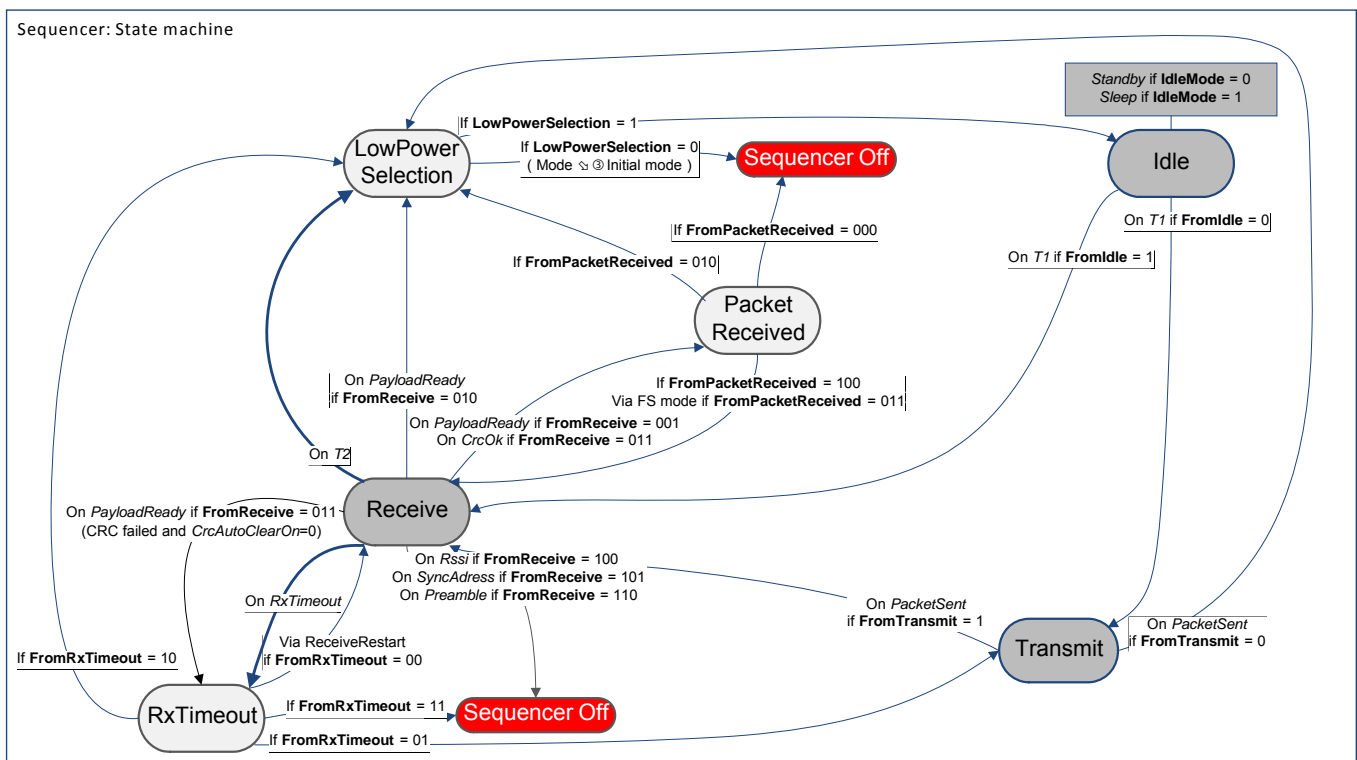 Sequencer: State machine
Standby if IdleMode = 0
Sleep if IdleMode = 1
If LowPowerSelection = 1
LowPower
Selection
If LowPowerSelection = 0
( Mode ⇘ ③ Initial mode )
Sequencer Off
Idle
On T1 if FromIdle = 0
If FromPacketReceived = 000
On T1 if FromIdle = 1
If FromPacketReceived = 010
Packet
Received
On PayloadReady
if FromReceive = 010
If FromPacketReceived = 100
Via FS mode if FromPacketReceived = 011
On PayloadReady if FromReceive = 001
On CrcOk if FromReceive = 011
On T2
Receive
On PayloadReady if FromReceive = 011
(CRC failed and CrcAutoClearOn=0)
On Rssi if FromReceive = 100
On SyncAdress if FromReceive = 101
On Preamble if FromReceive = 110
On RxTimeout
On PacketSent
if FromTransmit = 1
On PacketSent
if FromTransmit = 0
Transmit
Via ReceiveRestart
if FromRxTimeout = 00
If FromRxTimeout = 10
RxTimeout
If FromRxTimeout = 11
Sequencer Off
If FromRxTimeout = 01